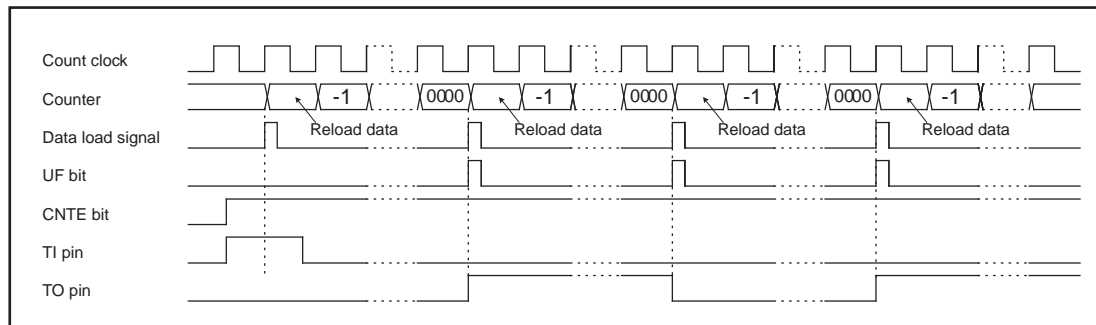 Count clock
Counter
-1 0000 -1 0000 -1 0000 -1
Reload data Reload data Reload data Reload data
Data load signal
UF bit
CNTE bit
TI pin
TO pin